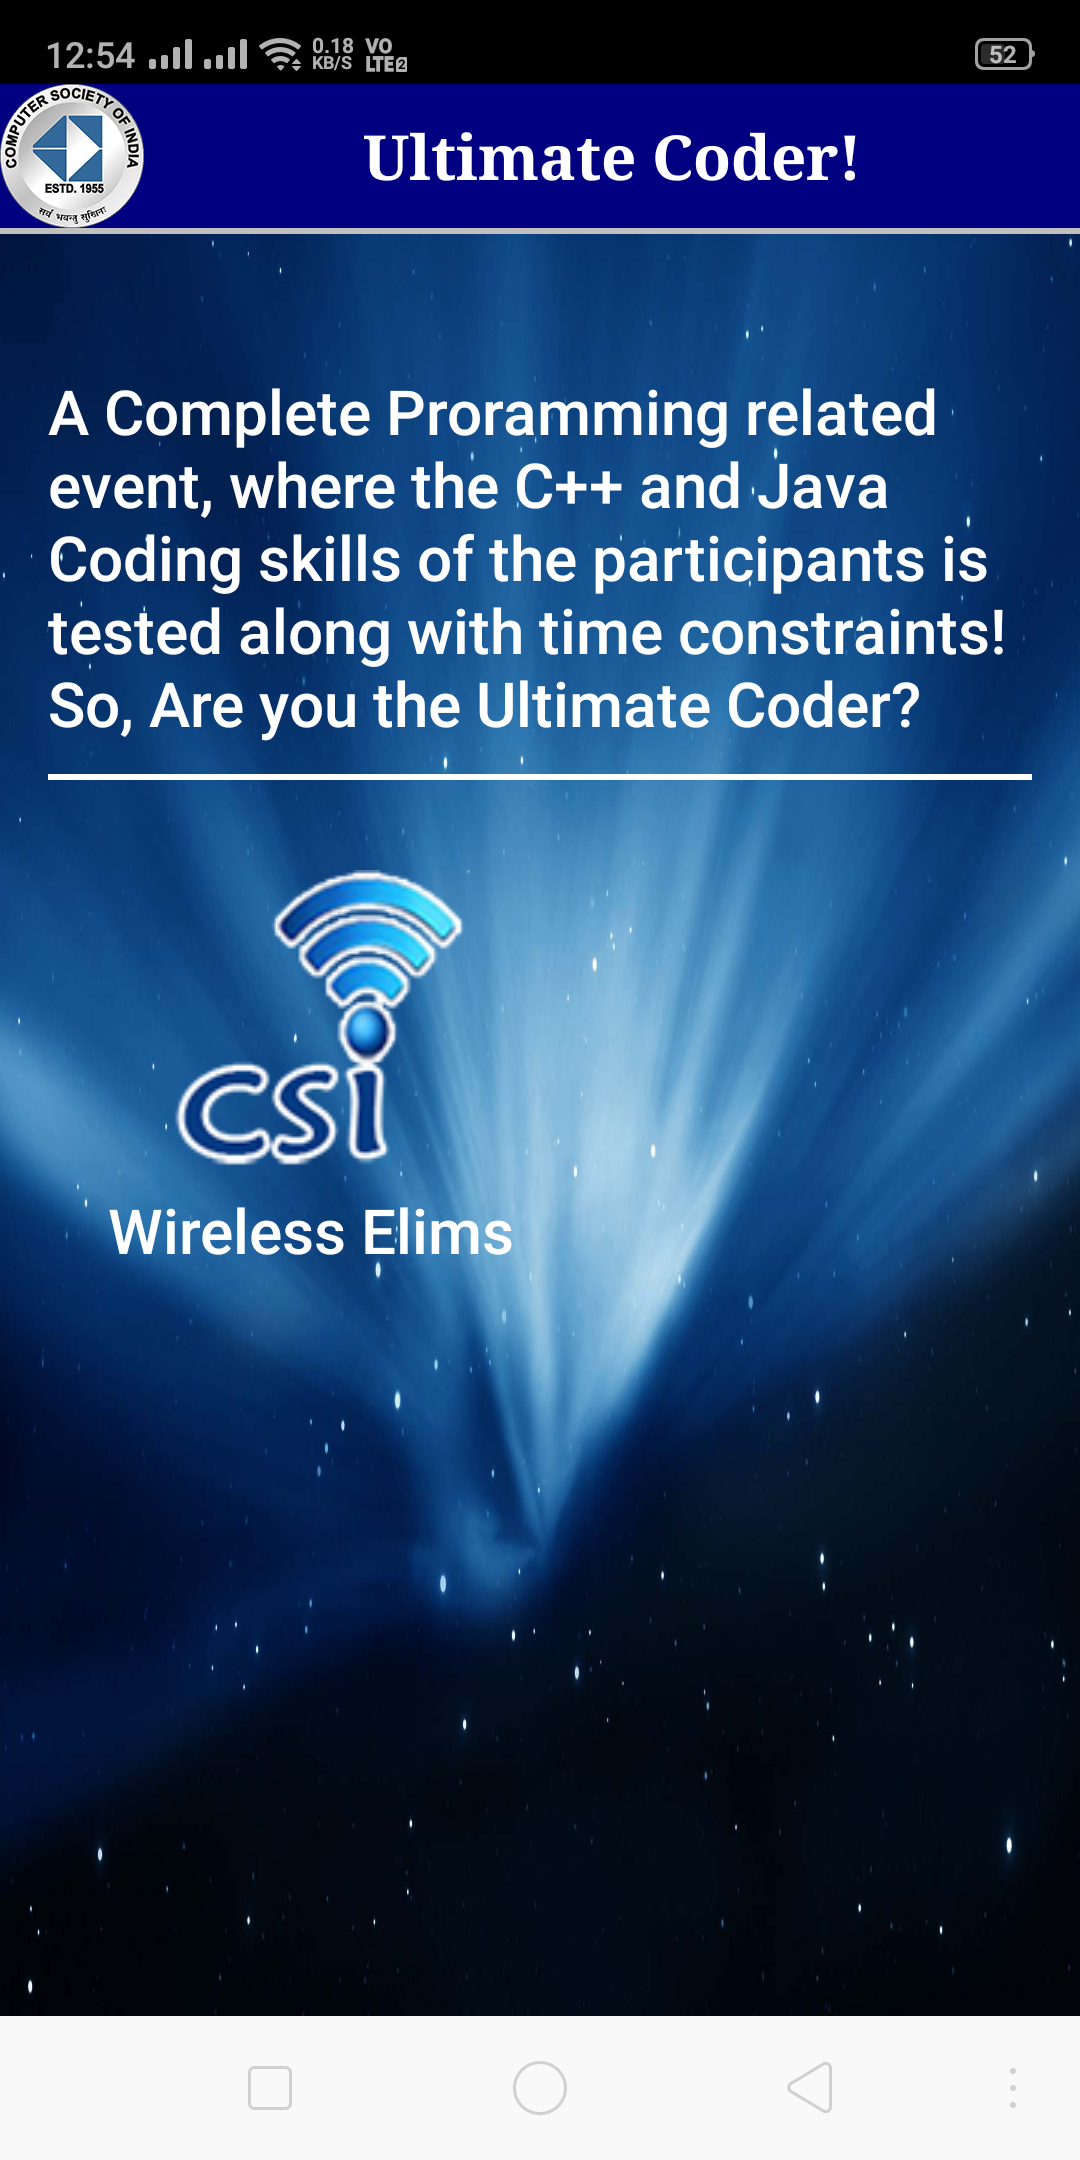 12:54 0.18 KB/S VO LTE2 52
COMPUTER SOCIETY OF INDIA
ESTD. 1955
सर्वे भवन्तु सुखिनः
Ultimate Coder!
A Complete Proramming related
event, where the C++ and Java
Coding skills of the participants is
tested along with time constraints!
So, Are you the Ultimate Coder?
csi
Wireless Elims